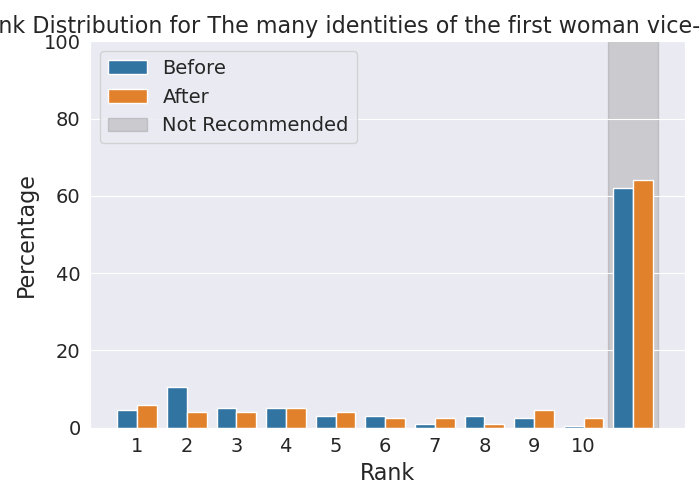 nk Distribution for The many identities of the first woman vice-
100
80
60
40
20
0
Percentage
Before
After
Not Recommended
1 2 3 4 5 6 7 8 9 10
Rank